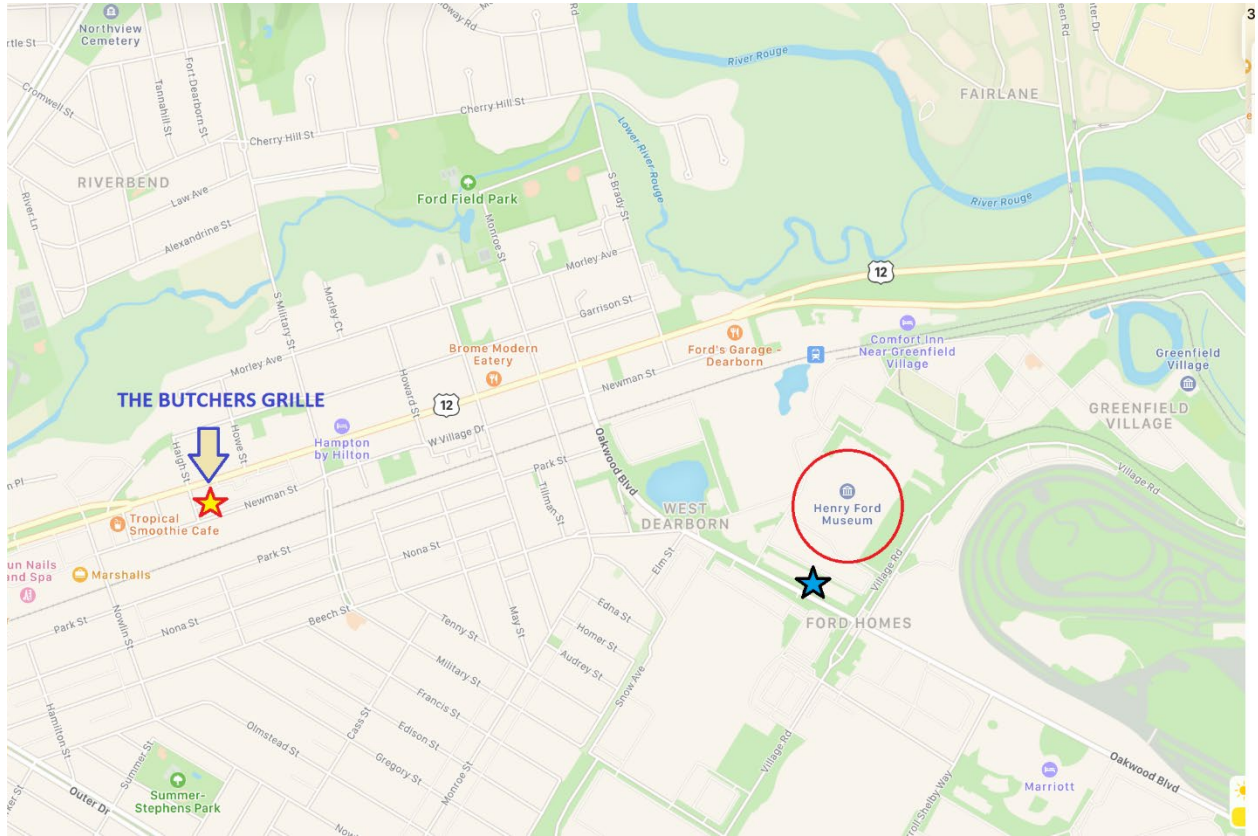 3
Northview
Cemetery
Cromwell St
Tannahill St
Fort Dearborn St
Cherry Hill St
Cherry Hill St
River Rouge
FAIRLANE
RIVERBEND
River Ln
Law Ave
Alexandrine St
Ford Field Park
Lower River Rouge
S Brady St
River Rouge
Monroe St
Morley Ave
12
S Military St
Morley Ct
Garrison St
Morley Ave
Brome Modern
Eatery
Ford's Garage -
Dearborn
Comfort Inn
Near Greenfield
Village
Greenfield
Village
GREENFIELD
VILLAGE
Newman St
Howard St
12
THE BUTCHERS GRILLE
Haigh St
Howe St
Hampton
by Hilton
W Village Dr
Oakwood Blvd
Park St
Tillman St
Newman St
Village Rd
Henry Ford
Museum
WEST
DEARBORN
Tropical
Smoothie Cafe
Park St
Nona St
Elm St
Village Rd
Marshalls
and Spa
Nowlin St
Beech St
May St
Edna St
FORD HOMES
Park St
Nona St
Tenny St
Homer St
Audrey St
Military St
Snow Ave
Hamilton St
Francis St
Cass St
Edison St
Olmstead St
Gregory St
Monroe St
Village Rd
Oakwood Blvd
Summer St
Outer Dr
Summer-
Stephens Park
Marriott